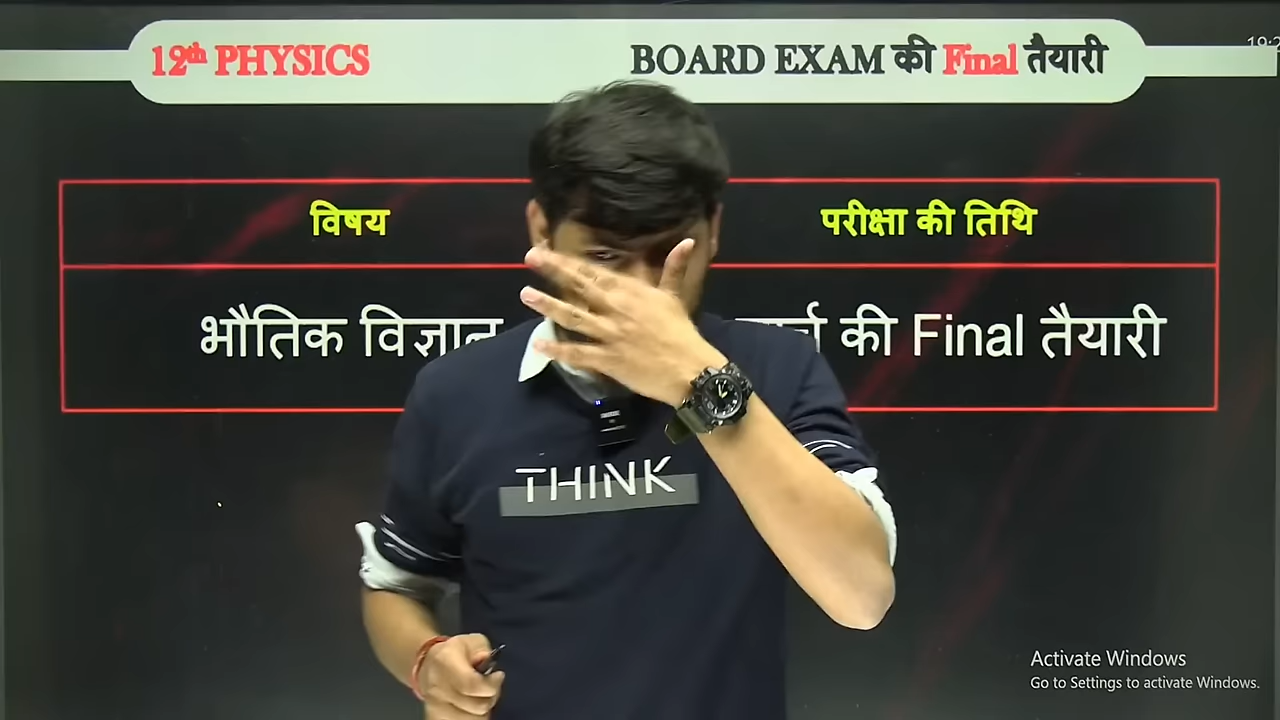 12th PHYSICS
BOARD EXAM की Final तैयारी
विषय
परीक्षा की तिथि
भौतिक विज्ञान
की Final तैयारी
THINK
Activate Windows
Go to Settings to activate Windows.